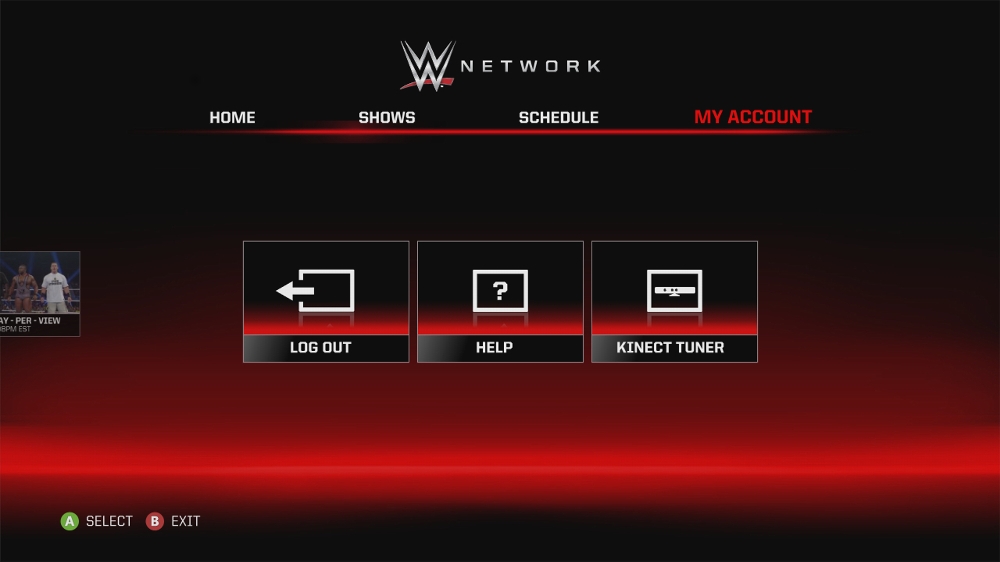 W NETWORK
HOME SHOWS SCHEDULE MY ACCOUNT
AY - PER - VIEW
8PM EST
? 
LOG OUT HELP KINECT TUNER
A SELECT B EXIT